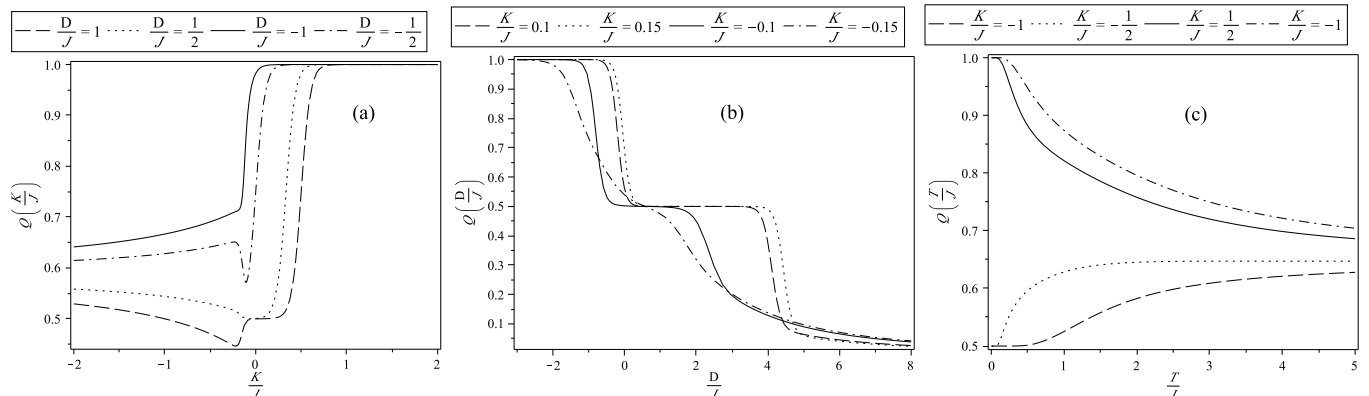 D/J = 1 D/J = 1/2 D/J = -1 D/J = -1/2
1.0
0.9
0.8
0.7
0.6
0.5
Q(K/J)
(a)
-2 -1 0 1 2
K/J
K/J = 0.1 K/J = 0.15 K/J = -0.1 K/J = -0.15
1.0
0.9
0.8
0.7
0.6
0.5
0.4
0.3
0.2
0.1
Q(D/J)
(b)
-2 0 2 4 6 8
D/J
K/J = -1 K/J = -1/2 K/J = 1/2 K/J = -1
1.0
0.9
0.8
0.7
0.6
0.5
Q(T/J)
(c)
0 1 2 3 4 5
T/J